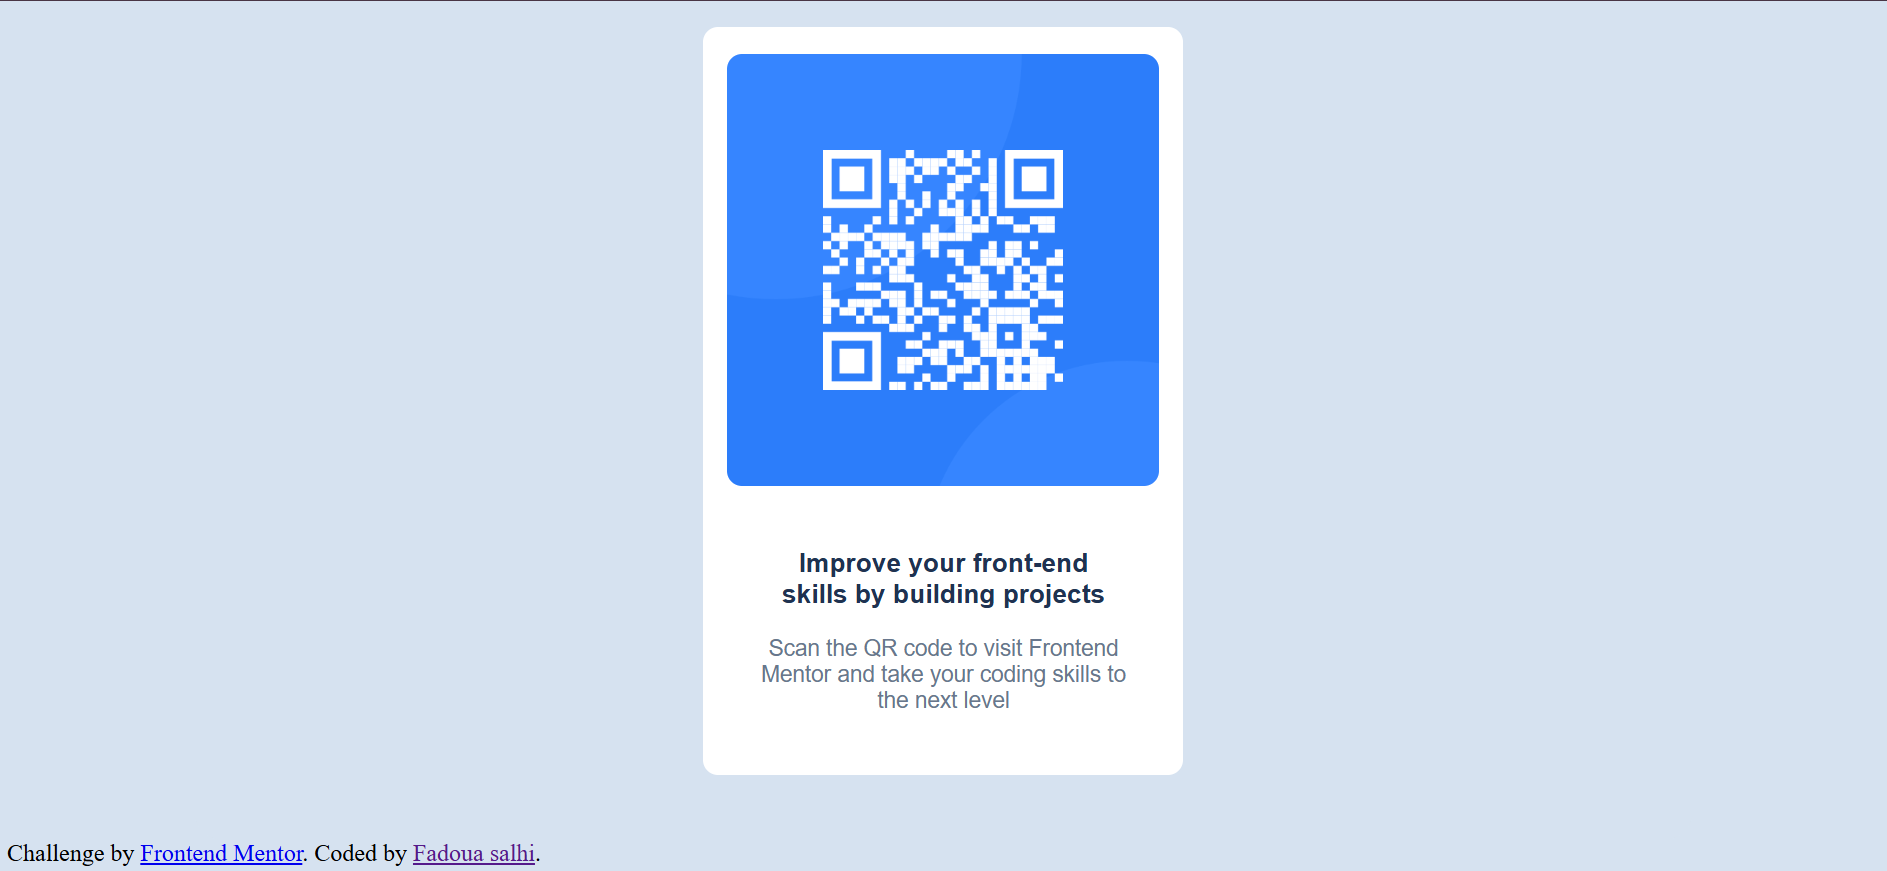 Improve your front-end
skills by building projects
Scan the QR code to visit Frontend
Mentor and take your coding skills to
the next level
Challenge by Frontend Mentor. Coded by Fadoua salhi.